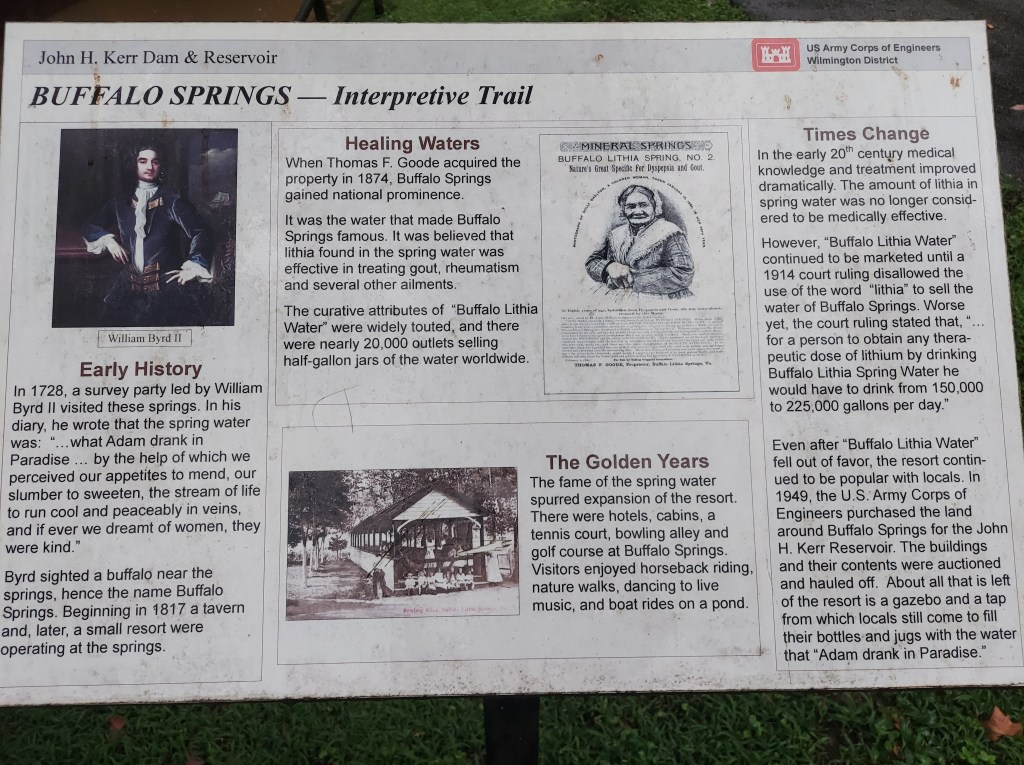 John H. Kerr Dam & Reservoir
US Army Corps of Engineers
Wilmington District
BUFFALO SPRINGS — Interpretive Trail
William Byrd II
Early History
In 1728, a survey party led by William
Byrd II visited these springs. In his
diary, he wrote that the spring water
was: “…what Adam drank in
Paradise … by the help of which we
perceived our appetites to mend, our
slumber to sweeten, the stream of life
to run cool and peaceably in veins,
and if ever we dreamt of women, they
were kind.”
Byrd sighted a buffalo near the
springs, hence the name Buffalo
Springs. Beginning in 1817 a tavern
and, later, a small resort were
operating at the springs.
Healing Waters
When Thomas F. Goode acquired the
property in 1874, Buffalo Springs
gained national prominence.
It was the water that made Buffalo
Springs famous. It was believed that
lithia found in the spring water was
effective in treating gout, rheumatism
and several other ailments.
The curative attributes of “Buffalo Lithia
Water” were widely touted, and there
were nearly 20,000 outlets selling
half-gallon jars of the water worldwide.
MINERAL SPRINGS
BUFFALO LITHIA SPRING, NO. 2.
Nature's Great Specific For Dyspepsia and Gout.
THOMAS F. GOODE, Proprietor, Buffalo Lithia Springs, Va.
The Golden Years
The fame of the spring water
spurred expansion of the resort.
There were hotels, cabins, a
tennis court, bowling alley and
golf course at Buffalo Springs.
Visitors enjoyed horseback riding,
nature walks, dancing to live
music, and boat rides on a pond.
Times Change
In the early 20th century medical
knowledge and treatment improved
dramatically. The amount of lithia in
spring water was no longer consid-
ered to be medically effective.
However, “Buffalo Lithia Water”
continued to be marketed until a
1914 court ruling disallowed the
use of the word “lithia” to sell the
water of Buffalo Springs. Worse
yet, the court ruling stated that, “…
for a person to obtain any thera-
peutic dose of lithium by drinking
Buffalo Lithia Spring Water he
would have to drink from 150,000
to 225,000 gallons per day.”
Even after “Buffalo Lithia Water”
fell out of favor, the resort contin-
ued to be popular with locals. In
1949, the U.S. Army Corps of
Engineers purchased the land
around Buffalo Springs for the John
H. Kerr Reservoir. The buildings
and their contents were auctioned
and hauled off. About all that is left
of the resort is a gazebo and a tap
from which locals still come to fill
their bottles and jugs with the water
that “Adam drank in Paradise.”